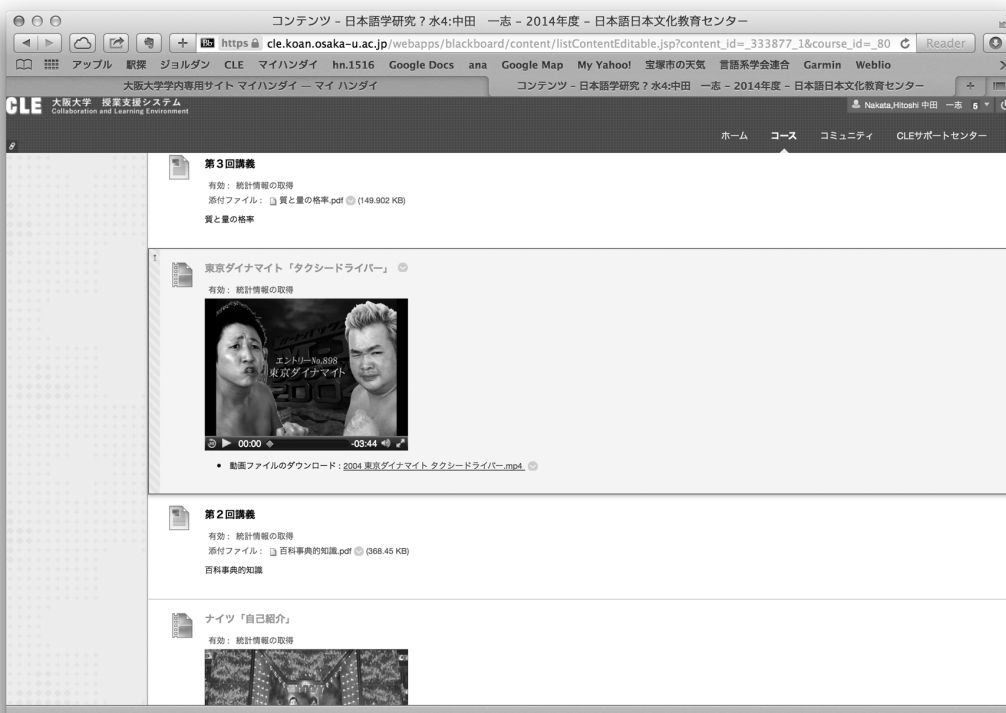 コンテンツ – 日本語学研究 ? 水4:中田　一志 – 2014年度 – 日本語日本文化教育センター
https cle.koan.osaka-u.ac.jp/webapps/blackboard/content/listContentEditable.jsp?content_id=_333877_1&course_id=_80 Reader
アップル 釈探 ジョルダン CLE マイハンダイ hn.1516 Google Docs ana Google Map My Yahoo! 宝塚市の天気 言語系学会連合 Garmin Weblio
大阪大学学内専用サイト マイハンダイ — マイ ハンダイ コンテンツ – 日本語学研究 ? 水4:中田　一志 – 2014年度 – 日本語日本文化教育センター
CLE 大阪大学 授業支援システム
Collaboration and Learning Environment
Nakata,Hitoshi 中田　一志 5
ホーム コース コミュニティ CLEサポートセンター
第3回講義
有効： 統計情報の取得
添付ファイル： 質と量の格率.pdf (149.902 KB)
質と量の格率
東京ダイナマイト「タクシードライバー」
有効： 統計情報の取得
エントリーNo.898
東京ダイナマイト
00:00 -03:44
• 動画ファイルのダウンロード : 2004 東京ダイナマイト タクシードライバー.mp4
第2回講義
有効： 統計情報の取得
添付ファイル： 百科事典的知識.pdf (368.45 KB)
百科事典的知識
ナイツ「自己紹介」
有効： 統計情報の取得